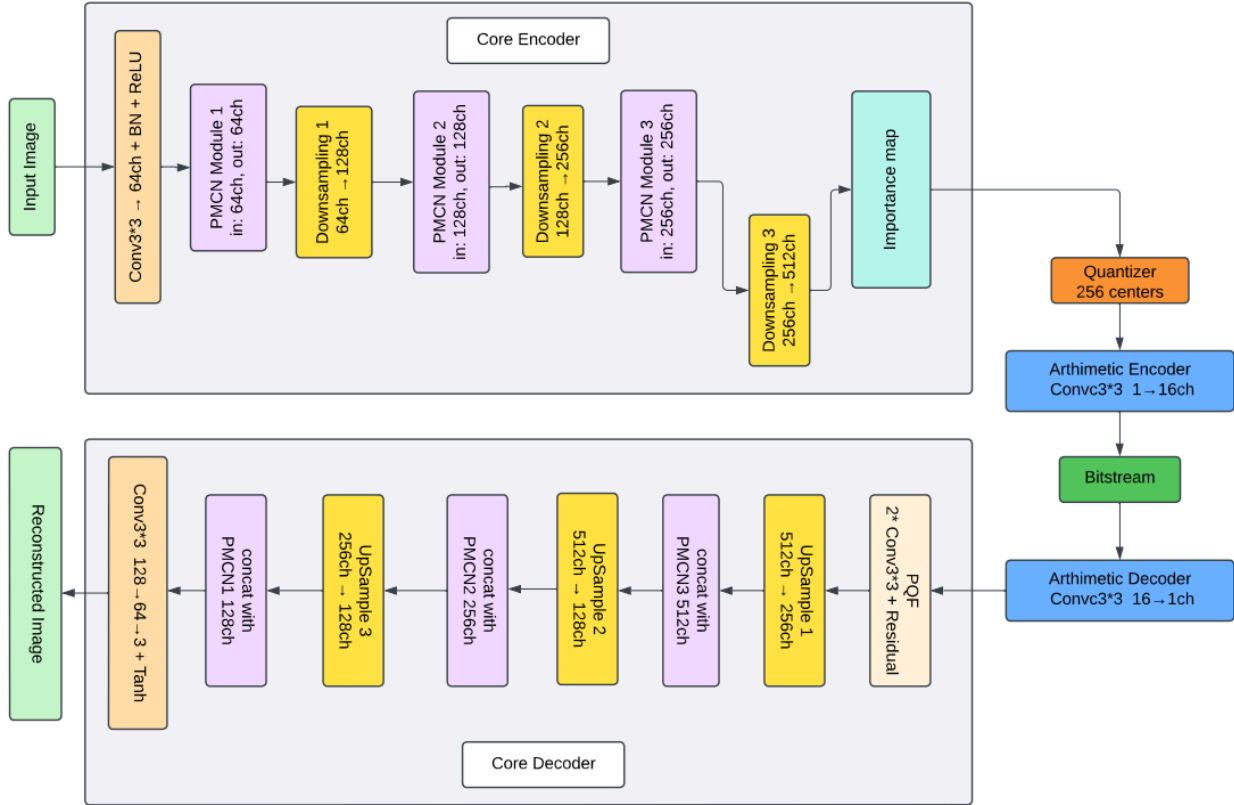 Core Encoder
Input Image
Conv3*3 → 64ch + BN + ReLU
PMCN Module 1
in: 64ch, out: 64ch
Downsampling 1
64ch →128ch
PMCN Module 2
in: 128ch, out: 128ch
Downsampling 2
128ch →256ch
PMCN Module 3
in: 256ch, out: 256ch
Downsampling 3
256ch →512ch
Importance map
Quantizer
256 centers
Arthimetic Encoder
Convc3*3 1→16ch
Bitstream
Arthimetic Decoder
Convc3*3 16→1ch
PQF
2* Conv3*3 + Residual
UpSample 1
512ch → 256ch
concat with
PMCN3 512ch
UpSample 2
512ch → 128ch
concat with
PMCN2 256ch
UpSample 3
256ch → 128ch
concat with
PMCN1 128ch
Conv3*3 128→64→3 + Tanh
Reconstructed Image
Core Decoder